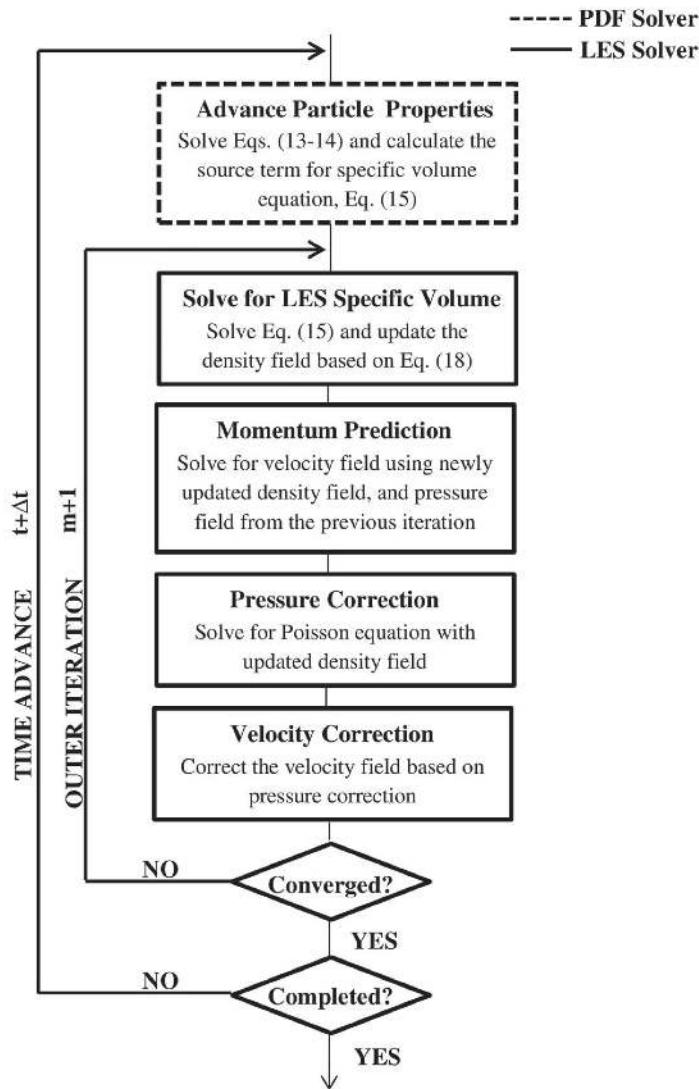 PDF Solver
LES Solver
Advance Particle Properties
Solve Eqs. (13-14) and calculate the
source term for specific volume
equation, Eq. (15)
Solve for LES Specific Volume
Solve Eq. (15) and update the
density field based on Eq. (18)
Momentum Prediction
Solve for velocity field using newly
updated density field, and pressure
field from the previous iteration
Pressure Correction
Solve for Poisson equation with
updated density field
Velocity Correction
Correct the velocity field based on
pressure correction
TIME ADVANCE t+Δt
OUTER ITERATION m+1
NO
Converged?
YES
NO
Completed?
YES